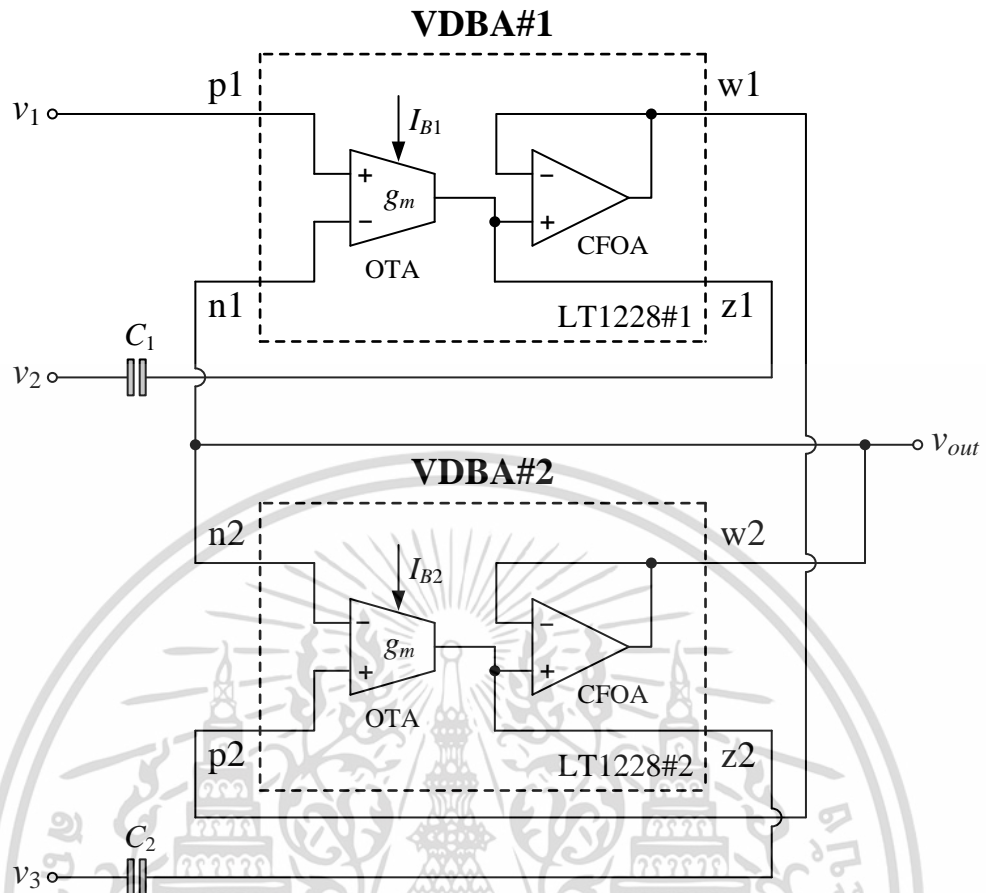 VDBA#1
p1
w1
v1
IB1
+
−
gm
−
+
CFOA
OTA
n1
z1
LT1228#1
C1
v2
vout
VDBA#2
n2
w2
IB2
−
+
gm
−
+
CFOA
OTA
p2
z2
LT1228#2
C2
v3